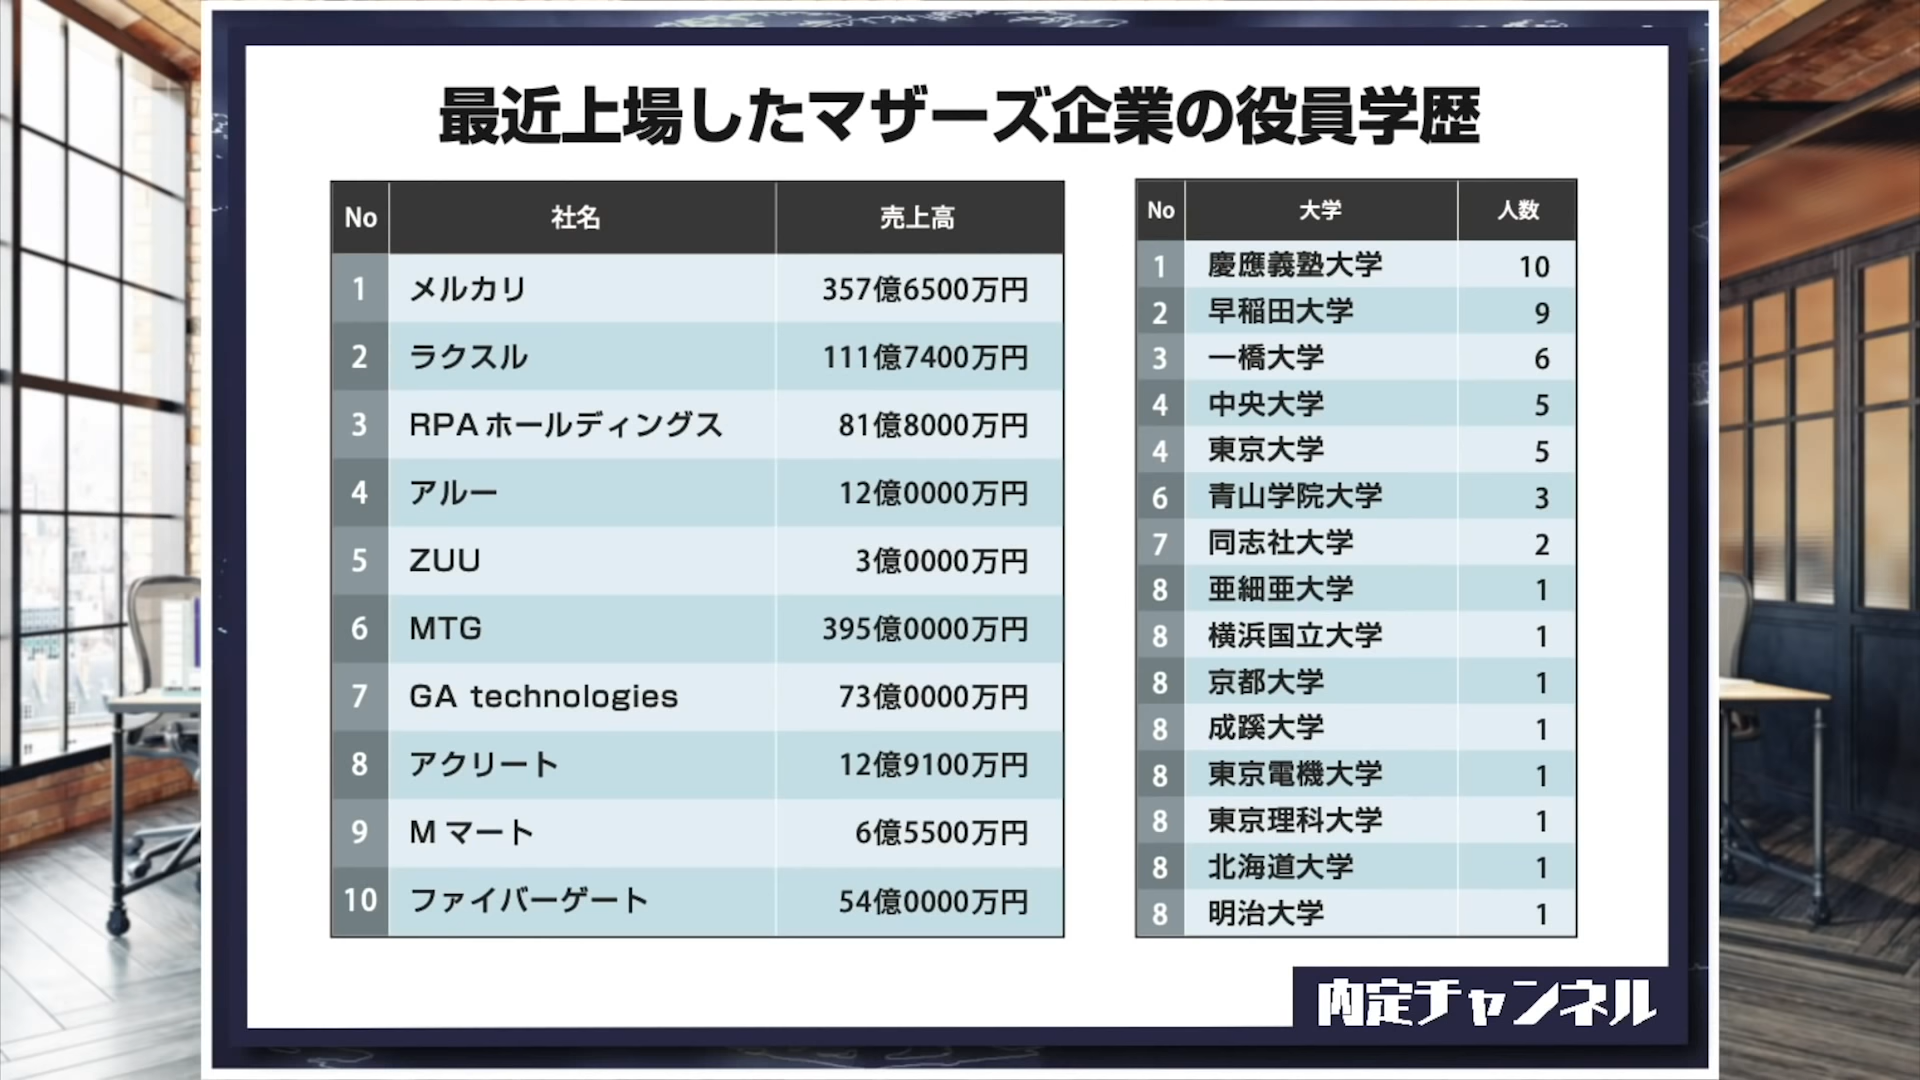 最近上場したマザーズ企業の役員学歴
No 社名 売上高
1 メルカリ 357億6500万円
2 ラクスル 111億7400万円
3 RPAホールディングス 81億8000万円
4 アルー 12億0000万円
5 ZUU 3億0000万円
6 MTG 395億0000万円
7 GA technologies 73億0000万円
8 アクリート 12億9100万円
9 Mマート 6億5500万円
10 ファイバーゲート 54億0000万円
No 大学 人数
1 慶應義塾大学 10
2 早稲田大学 9
3 一橋大学 6
4 中央大学 5
4 東京大学 5
6 青山学院大学 3
7 同志社大学 2
8 亜細亜大学 1
8 横浜国立大学 1
8 京都大学 1
8 成蹊大学 1
8 東京電機大学 1
8 東京理科大学 1
8 北海道大学 1
8 明治大学 1
内定チャンネル